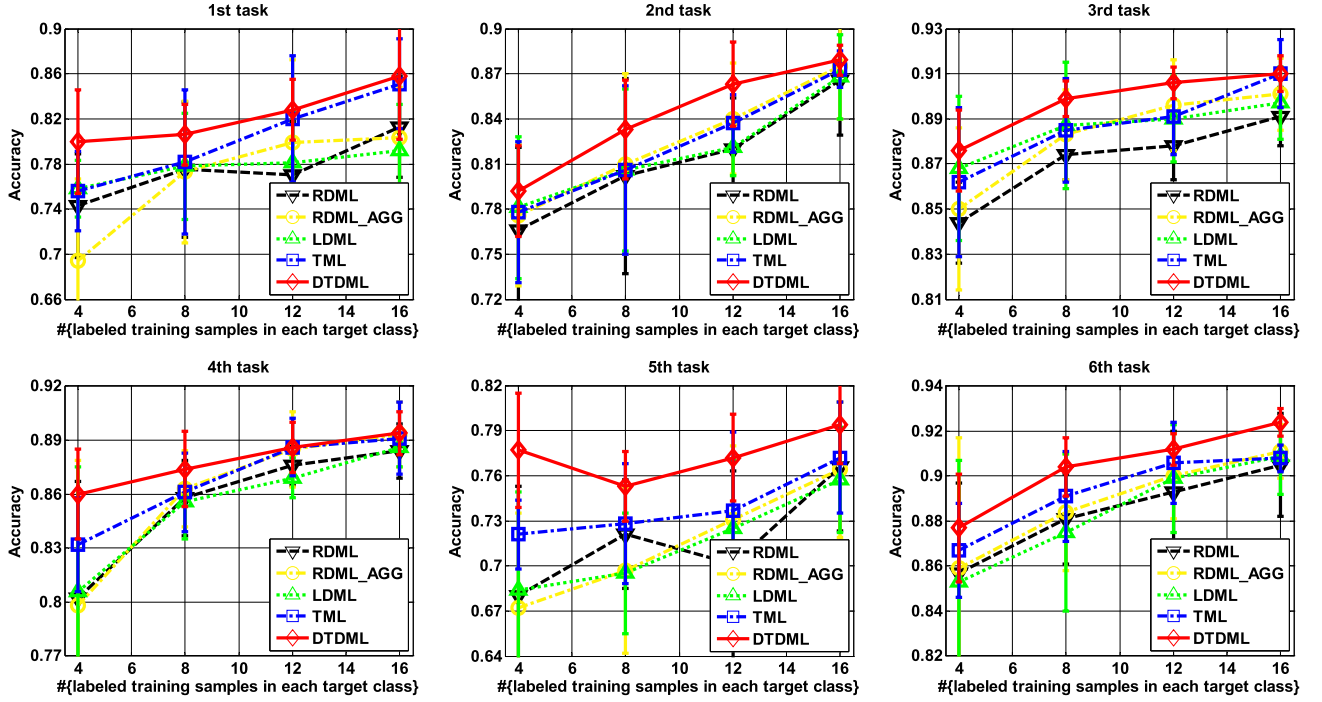 1st task
0.9
0.86
0.82
0.78
0.74
0.7
0.66
Accuracy
4 6 8 10 12 14 16
#{labeled training samples in each target class}
RDML
RDML_AGG
LDML
TML
DTDML
2nd task
0.9
0.87
0.84
0.81
0.78
0.75
0.72
Accuracy
4 6 8 10 12 14 16
#{labeled training samples in each target class}
RDML
RDML_AGG
LDML
TML
DTDML
3rd task
0.93
0.91
0.89
0.87
0.85
0.83
0.81
Accuracy
4 6 8 10 12 14 16
#{labeled training samples in each target class}
RDML
RDML_AGG
LDML
TML
DTDML
4th task
0.92
0.89
0.86
0.83
0.8
0.77
Accuracy
4 6 8 10 12 14 16
#{labeled training samples in each target class}
RDML
RDML_AGG
LDML
TML
DTDML
5th task
0.82
0.79
0.76
0.73
0.7
0.67
0.64
Accuracy
4 6 8 10 12 14 16
#{labeled training samples in each target class}
RDML
RDML_AGG
LDML
TML
DTDML
6th task
0.94
0.92
0.9
0.88
0.86
0.84
0.82
Accuracy
4 6 8 10 12 14 16
#{labeled training samples in each target class}
RDML
RDML_AGG
LDML
TML
DTDML